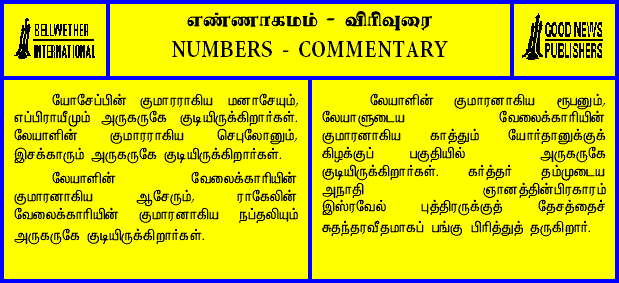 BELLWETHER
INTERNATIONAL
எண்ணாகமம் - விரிவுரை
NUMBERS - COMMENTARY
GOOD NEWS
PUBLISHERS
யோசேப்பின் குமாரராகிய மனாசேயும்,
எப்பிராயீமும் அருகருகே குடியிருக்கிறார்கள்.
லேயாளின் குமாரராகிய செபுலோனும்,
இசக்காரும் அருகருகே குடியிருக்கிறார்கள்.
லேயாளின் வேலைக்காரியின்
குமாரனாகிய ஆசேரும், ராகேலின்
வேலைக்காரியின் குமாரனாகிய நப்தலியும்
அருகருகே குடியிருக்கிறார்கள்.
லேயாளின் குமாரனாகிய ரூபனும்,
லேயாளுடைய வேலைக்காரியின்
குமாரனாகிய காத்தும் யோர்தானுக்குக்
கிழக்குப் பகுதியில் அருகருகே
குடியிருக்கிறார்கள். கர்த்தர் தம்முடைய
அநாதி ஞானத்தின்பிரகாரம்
இஸ்ரவேல் புத்திரருக்குத் தேசத்தைச்
சுதந்தரவீதமாகப் பங்கு பிரித்துத் தருகிறார்.